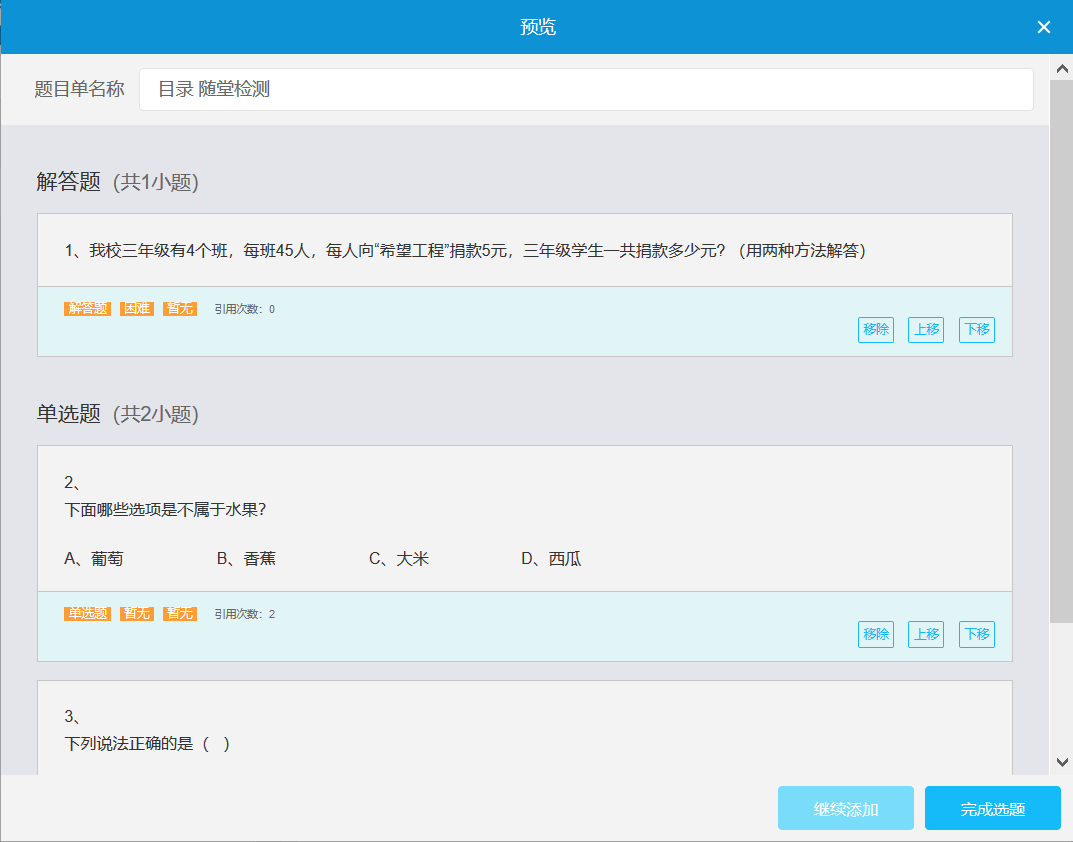 预览
题目单名称 目录 随堂检测
解答题 (共1小题)
1、我校三年级有4个班，每班45人，每人向“希望工程”捐款5元，三年级学生一共捐款多少元？（用两种方法解答）
解答题 困难 暂无 引用次数：0
移除 上移 下移
单选题 (共2小题)
2、
下面哪些选项是不属于水果？
A、葡萄 B、香蕉 C、大米 D、西瓜
单选题 暂无 暂无 引用次数：2
移除 上移 下移
3、
下列说法正确的是（ ）
继续添加 完成选题